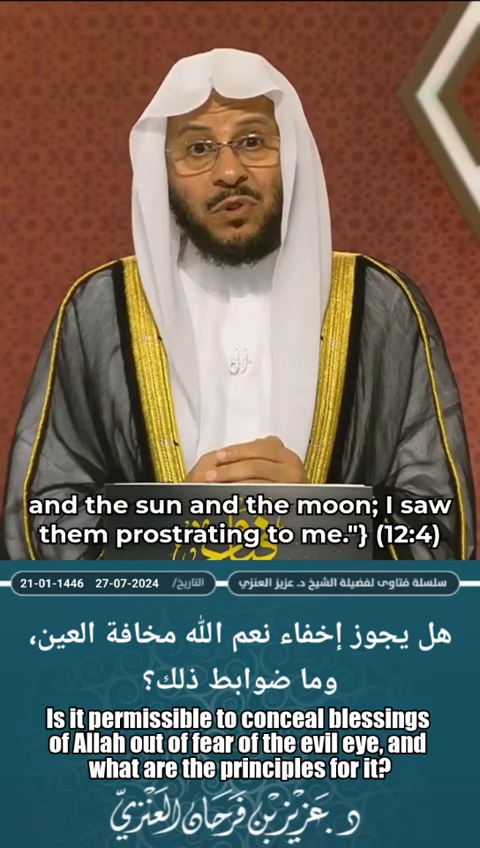 and the sun and the moon; I saw
them prostrating to me."} (12:4)
سلسلة فتاوى لفضيلة الشيخ د. عزيز العنزي
التاريخ/ 27-07-2024 21-01-1446
هل يجوز إخفاء نعم الله مخافة العين،
وما ضوابط ذلك؟
Is it permissible to conceal blessings
of Allah out of fear of the evil eye, and
what are the principles for it?
د. عزيز بن فرحان العنزي